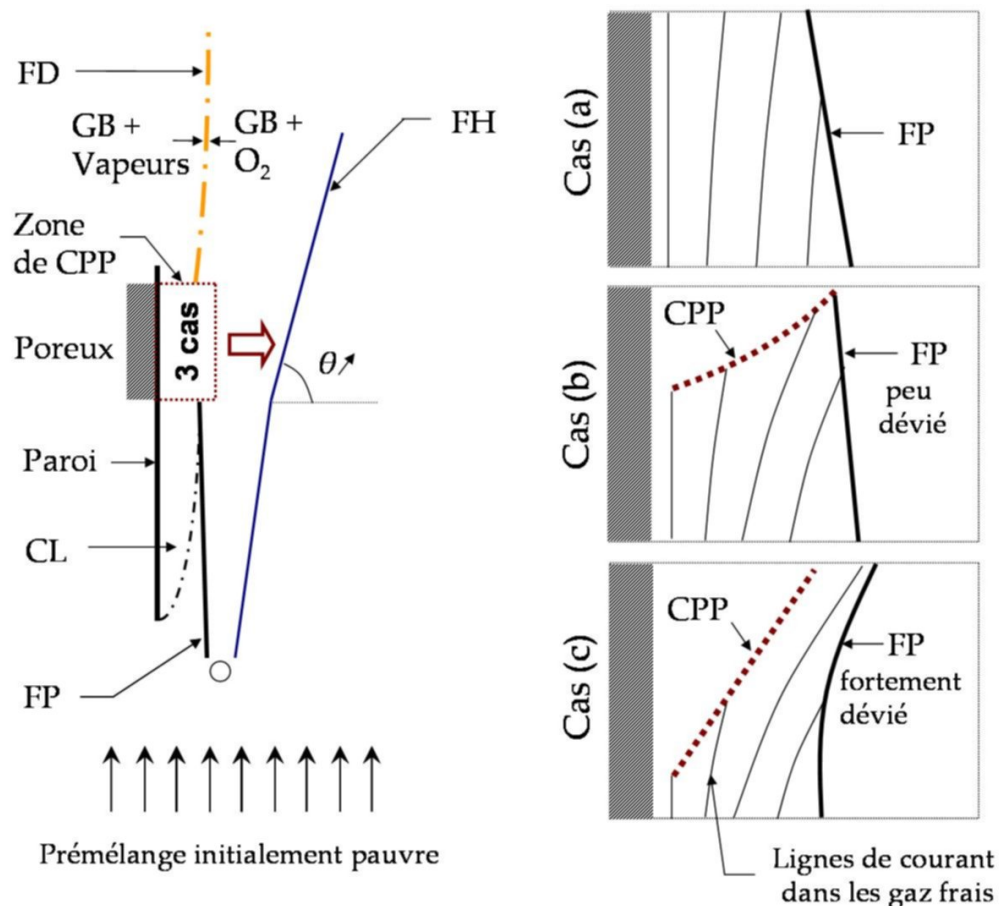 FD
GB +
Vapeurs
GB +
O₂
FH
Zone
de CPP
Poreux
3 cas
θ
Paroi
CL
FP
Prémélange initialement pauvre
Cas (a)
FP
Cas (b)
CPP
FP
peu
dévié
Cas (c)
CPP
FP
fortement
dévié
Lignes de courant
dans les gaz frais